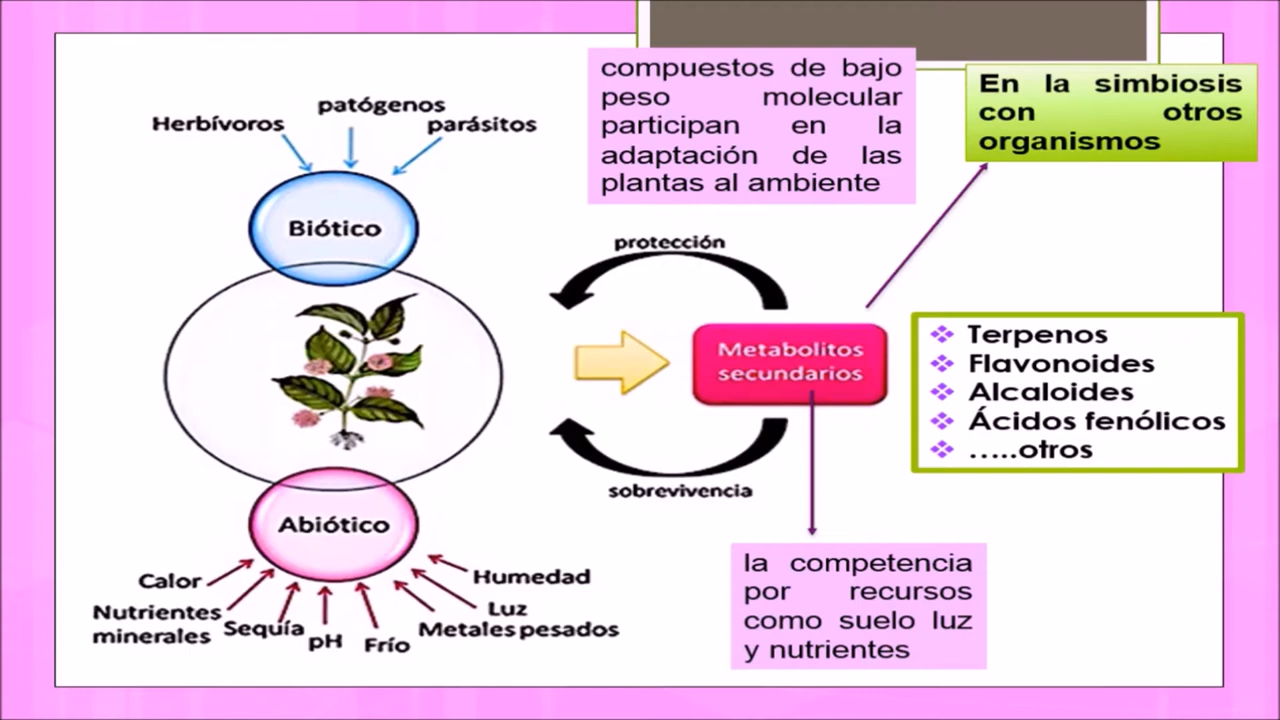 compuestos de bajo
peso molecular
participan en la
adaptación de las
plantas al ambiente
En la simbiosis
con otros
organismos
patógenos
Herbívoros
parásitos
Biótico
protección
Metabolitos
secundarios
Terpenos
Flavonoides
Alcaloides
Ácidos fenólicos
.....otros
sobrevivencia
Abiótico
Calor
Nutrientes
minerales
Sequía
pH
Frío
Metales pesados
Luz
Humedad
la competencia
por recursos
como suelo luz
y nutrientes